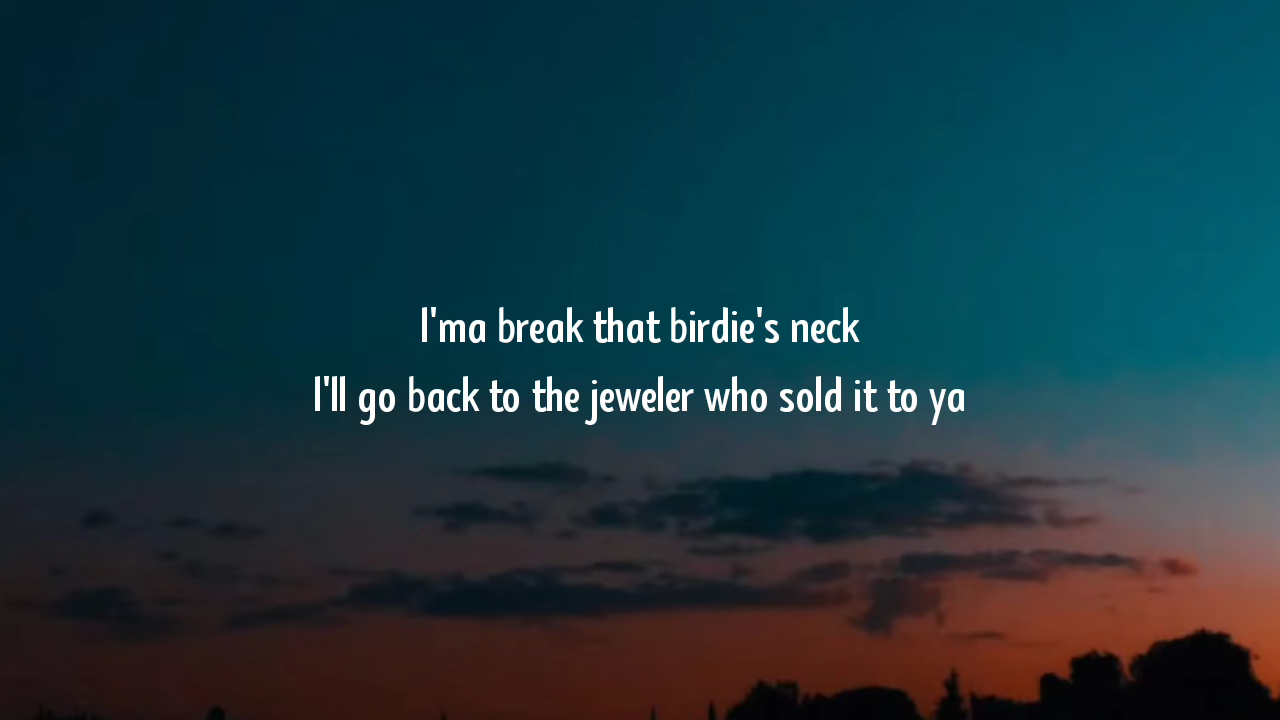 I'ma break that birdie's neck
I'll go back to the jeweler who sold it to ya